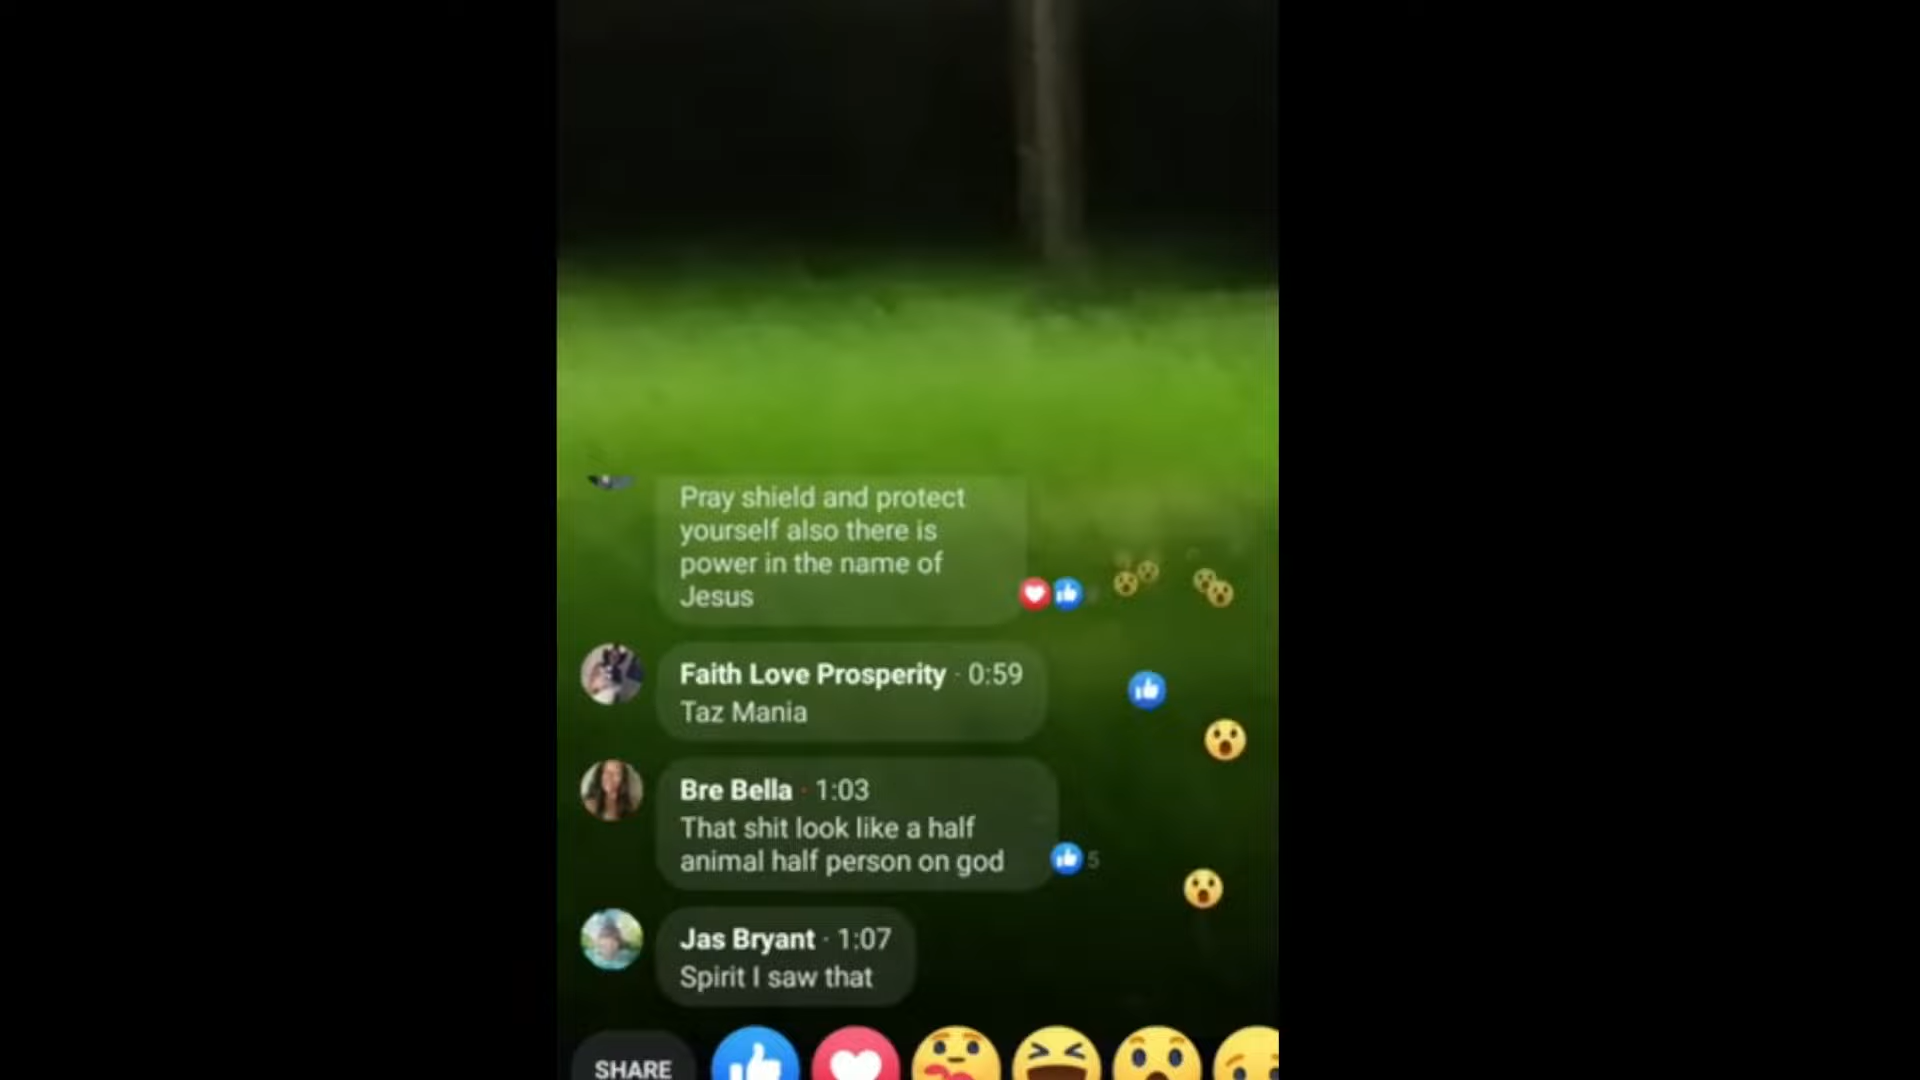 Pray shield and protect
yourself also there is
power in the name of
Jesus
Faith Love Prosperity · 0:59
Taz Mania
Bre Bella · 1:03
That shit look like a half
animal half person on god
5
Jas Bryant · 1:07
Spirit I saw that
SHARE